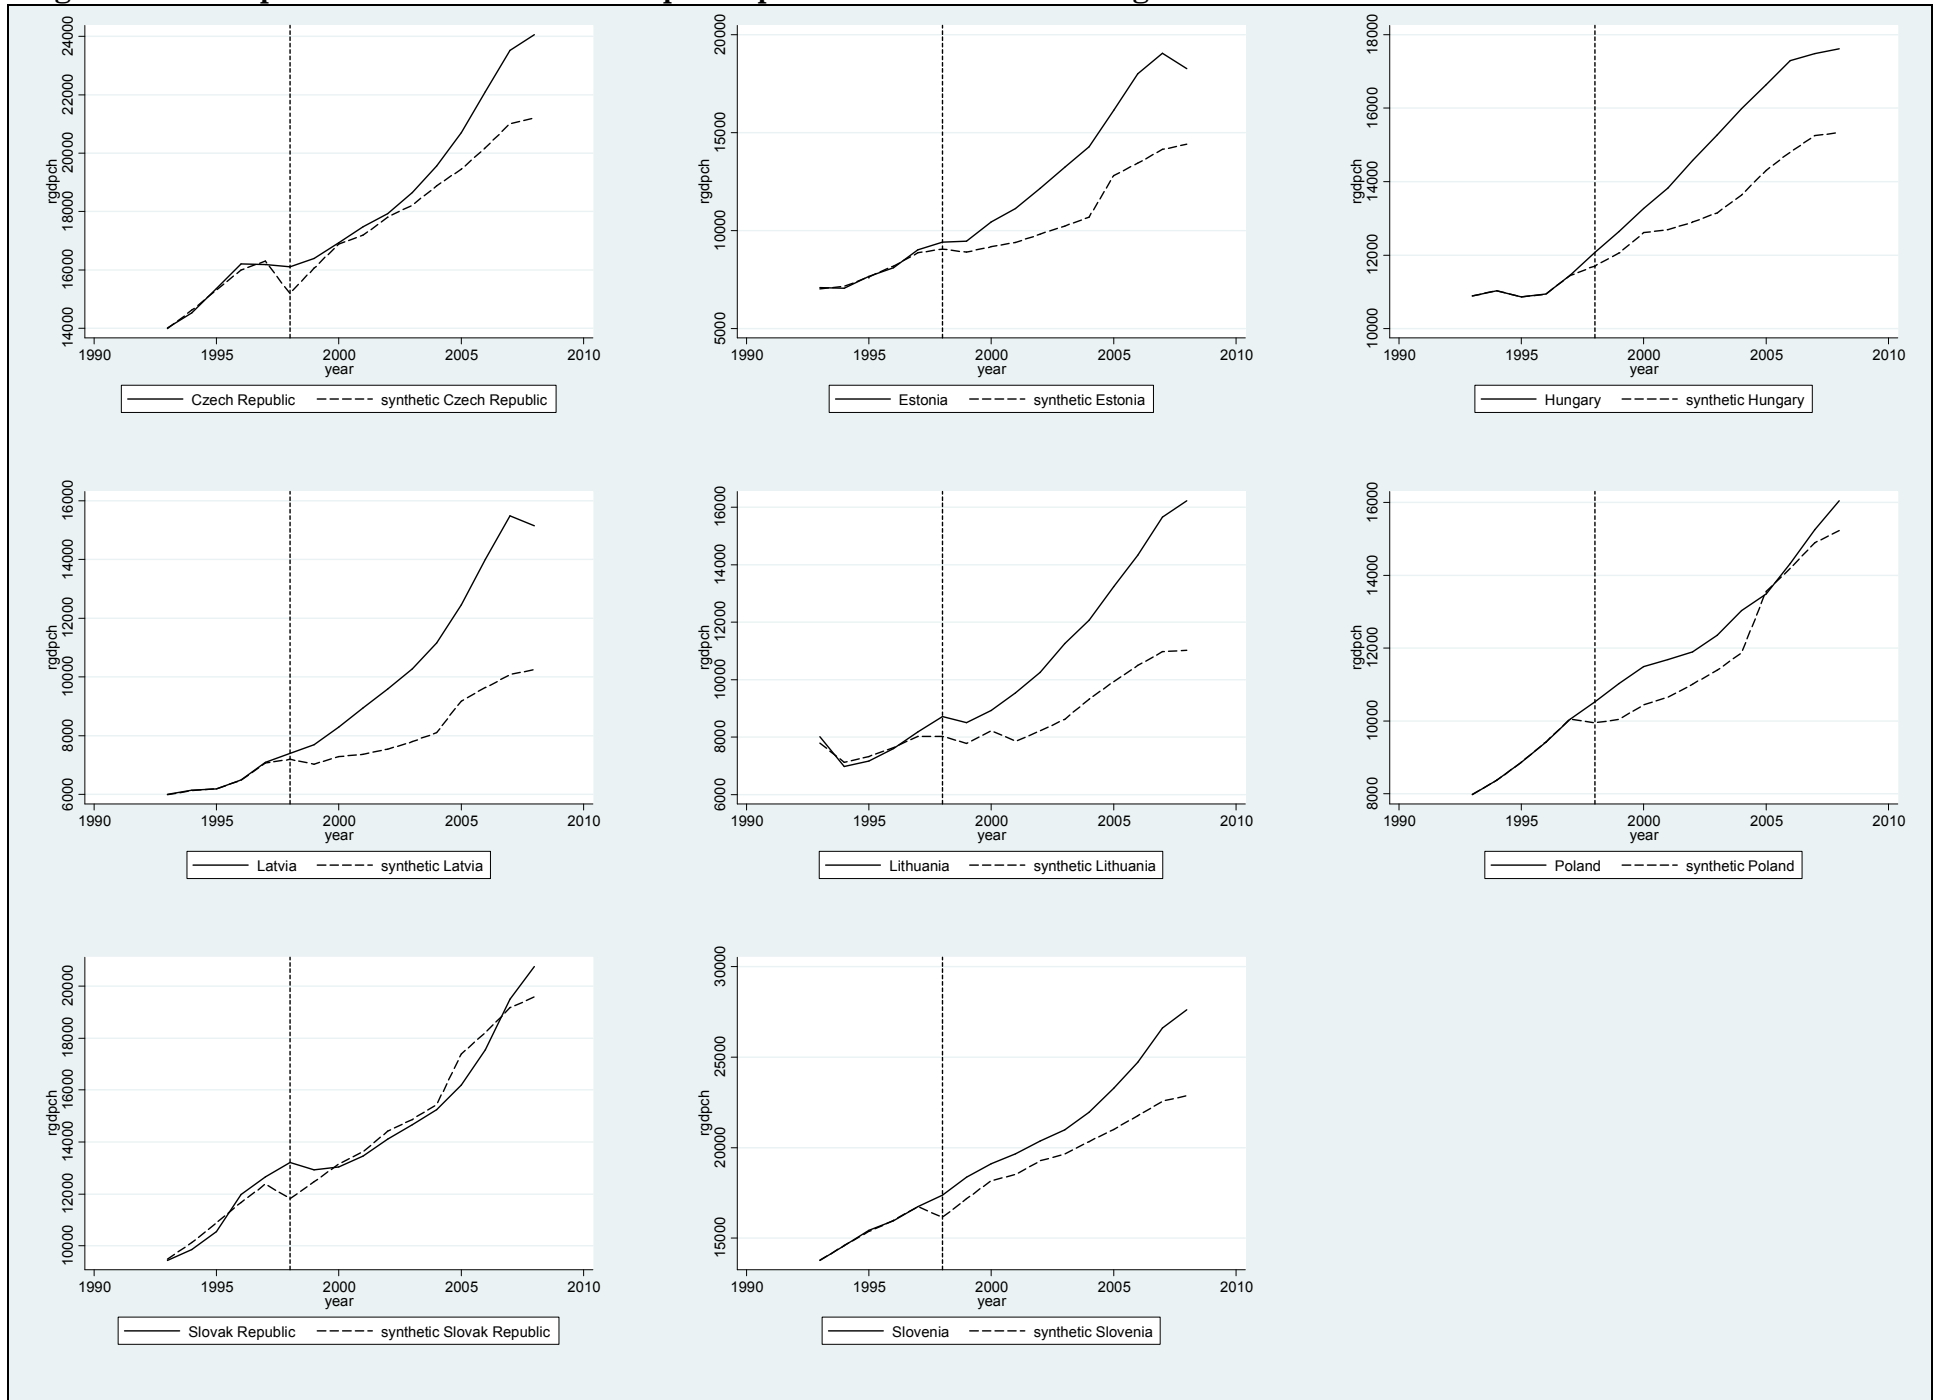 24000
22000
20000
18000
16000
14000
rgdpch
1990 1995 2000 2005 2010
year
Czech Republic synthetic Czech Republic
20000
15000
10000
5000
rgdpch
1990 1995 2000 2005 2010
year
Estonia synthetic Estonia
18000
16000
14000
12000
10000
rgdpch
1990 1995 2000 2005 2010
year
Hungary synthetic Hungary
16000
14000
12000
10000
8000
6000
rgdpch
1990 1995 2000 2005 2010
year
Latvia synthetic Latvia
16000
14000
12000
10000
8000
6000
rgdpch
1990 1995 2000 2005 2010
year
Lithuania synthetic Lithuania
16000
14000
12000
10000
8000
rgdpch
1990 1995 2000 2005 2010
year
Poland synthetic Poland
20000
18000
16000
14000
12000
10000
rgdpch
1990 1995 2000 2005 2010
year
Slovak Republic synthetic Slovak Republic
30000
25000
20000
15000
rgdpch
1990 1995 2000 2005 2010
year
Slovenia synthetic Slovenia